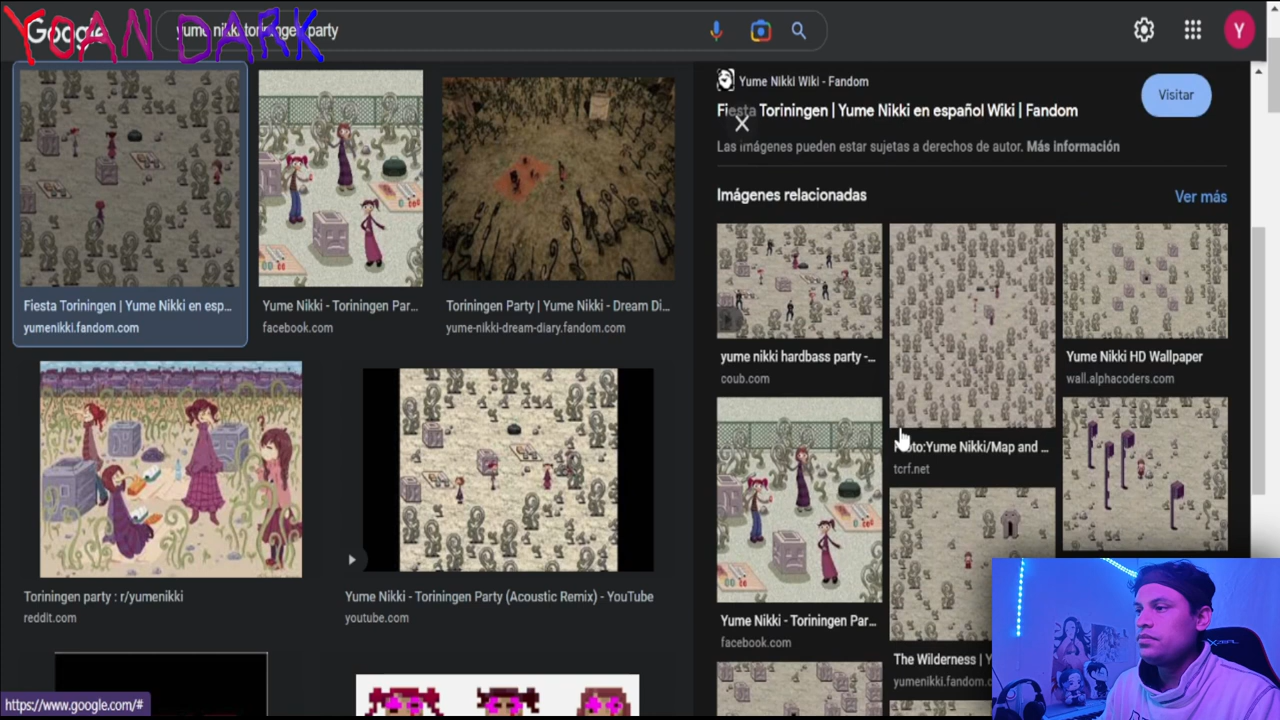 YOAN DARK
Google
yume nikki toriningen party
Y
Fiesta Toriningen | Yume Nikki en esp...
yumenikki.fandom.com
Yume Nikki - Toriningen Par...
facebook.com
Toriningen Party | Yume Nikki - Dream Di...
yume-nikki-dream-diary.fandom.com
Toriningen party : r/yumenikki
reddit.com
Yume Nikki - Toriningen Party (Acoustic Remix) - YouTube
youtube.com
https://www.google.com/#
Yume Nikki Wiki - Fandom
Fiesta Toriningen | Yume Nikki en español Wiki | Fandom
Visitar
Las imágenes pueden estar sujetas a derechos de autor. Más información
Imágenes relacionadas
Ver más
yume nikki hardbass party -...
coub.com
Yume Nikki - Toriningen Par...
facebook.com
Yume Nikki/Map and ...
tcrf.net
The Wilderness | Y
yumenikki.fandom.c
Yume Nikki HD Wallpaper
wall.alphacoders.com